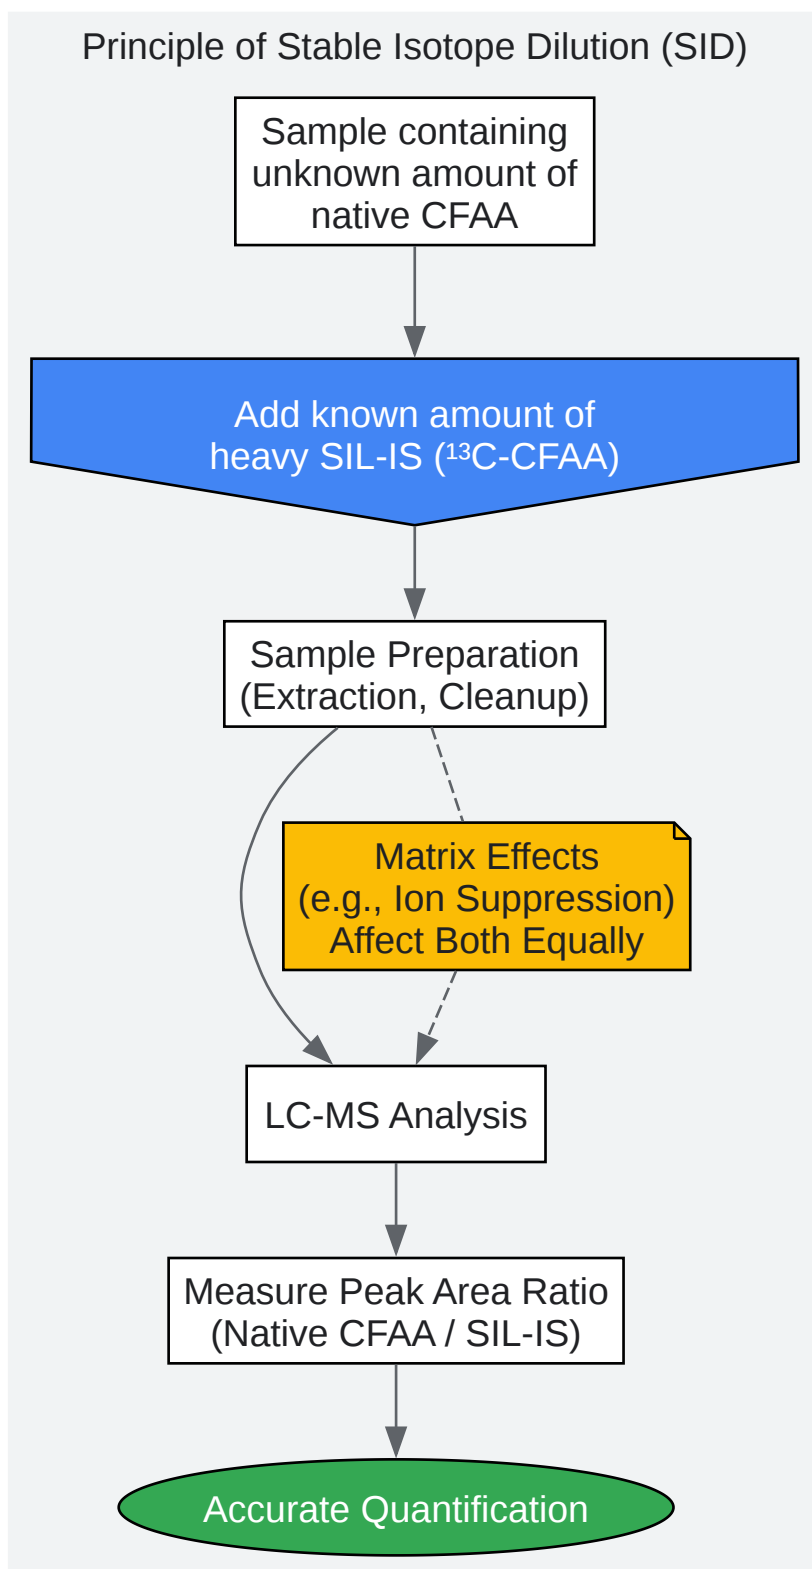 Principle of Stable Isotope Dilution (SID)
Sample containing
unknown amount of
native CFAA
Add known amount of
heavy SIL-IS (¹³C-CFAA)
Sample Preparation
(Extraction, Cleanup)
Matrix Effects
(e.g., Ion Suppression)
Affect Both Equally
LC-MS Analysis
Measure Peak Area Ratio
(Native CFAA / SIL-IS)
Accurate Quantification